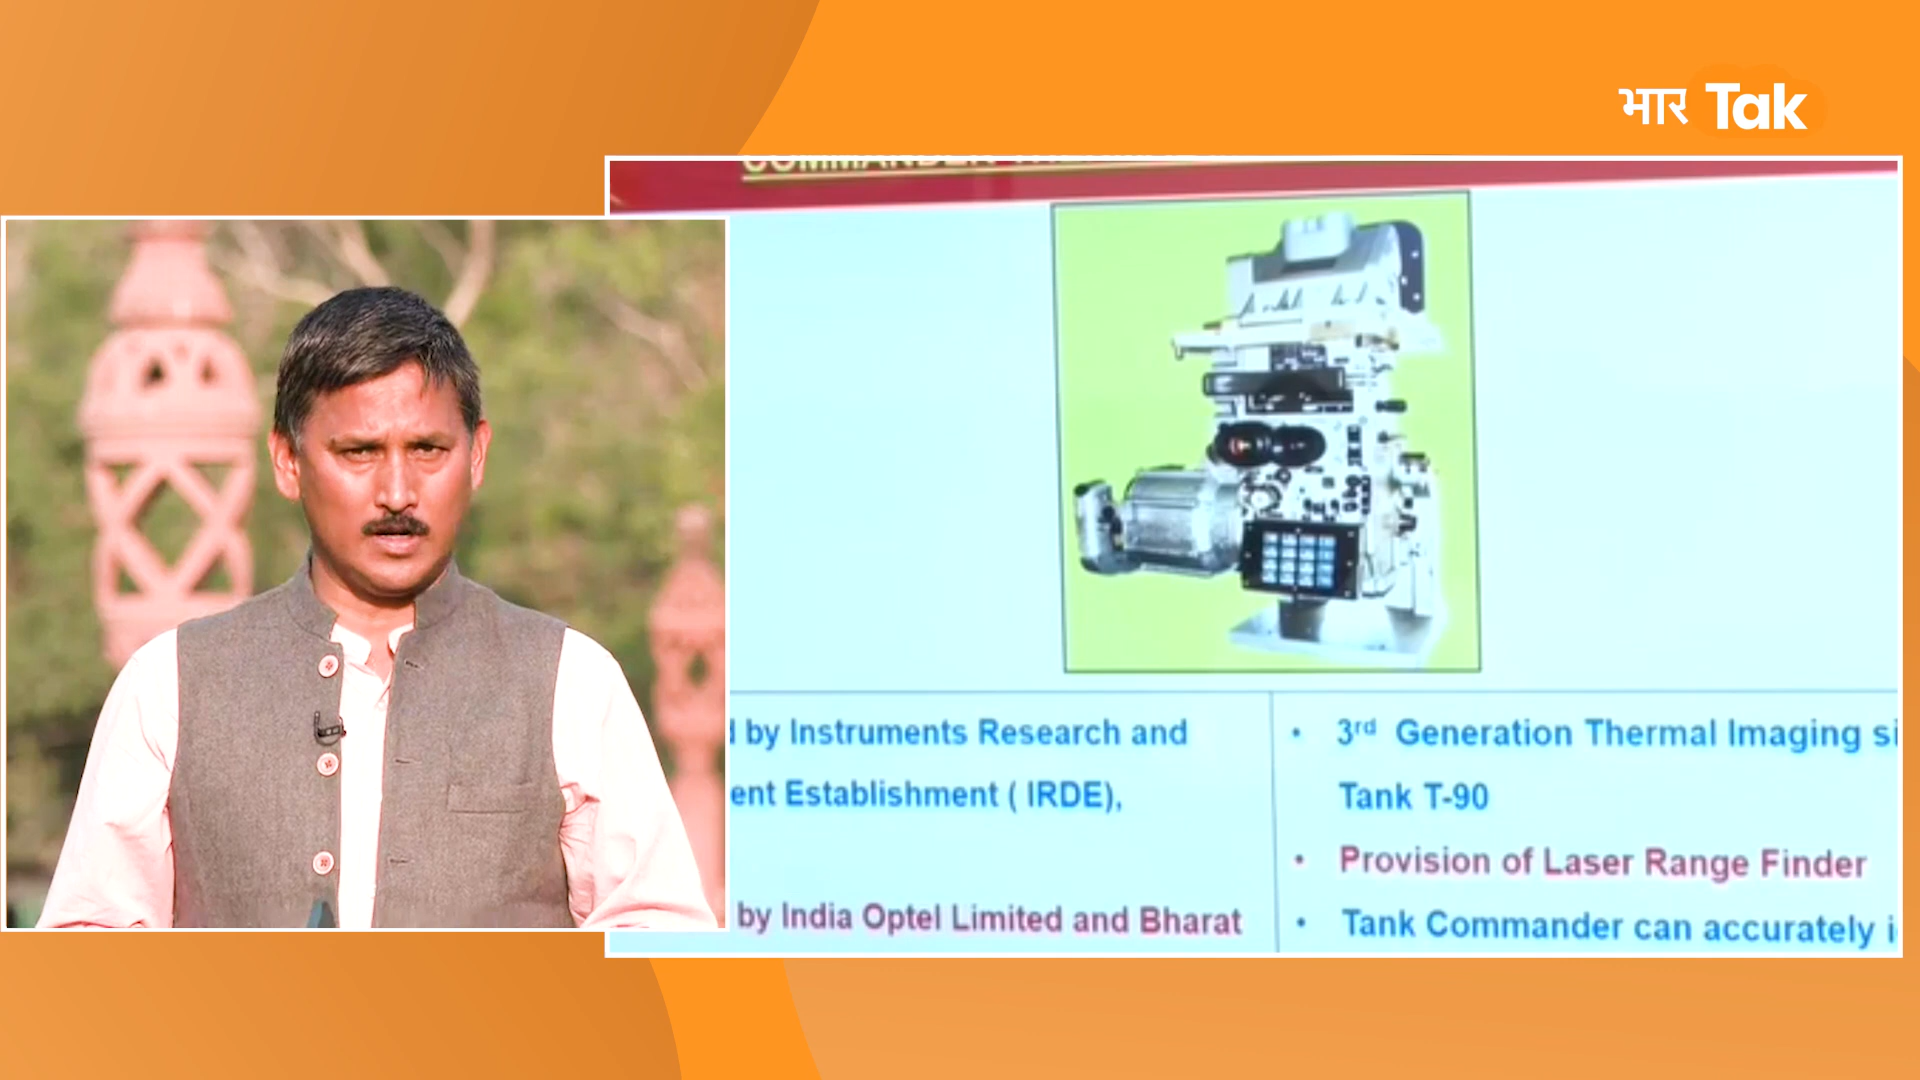 भार Tak
COMMANDER
by Instruments Research and
ent Establishment ( IRDE),
by India Optel Limited and Bharat
• 3rd Generation Thermal Imaging si
Tank T-90
• Provision of Laser Range Finder
• Tank Commander can accurately i